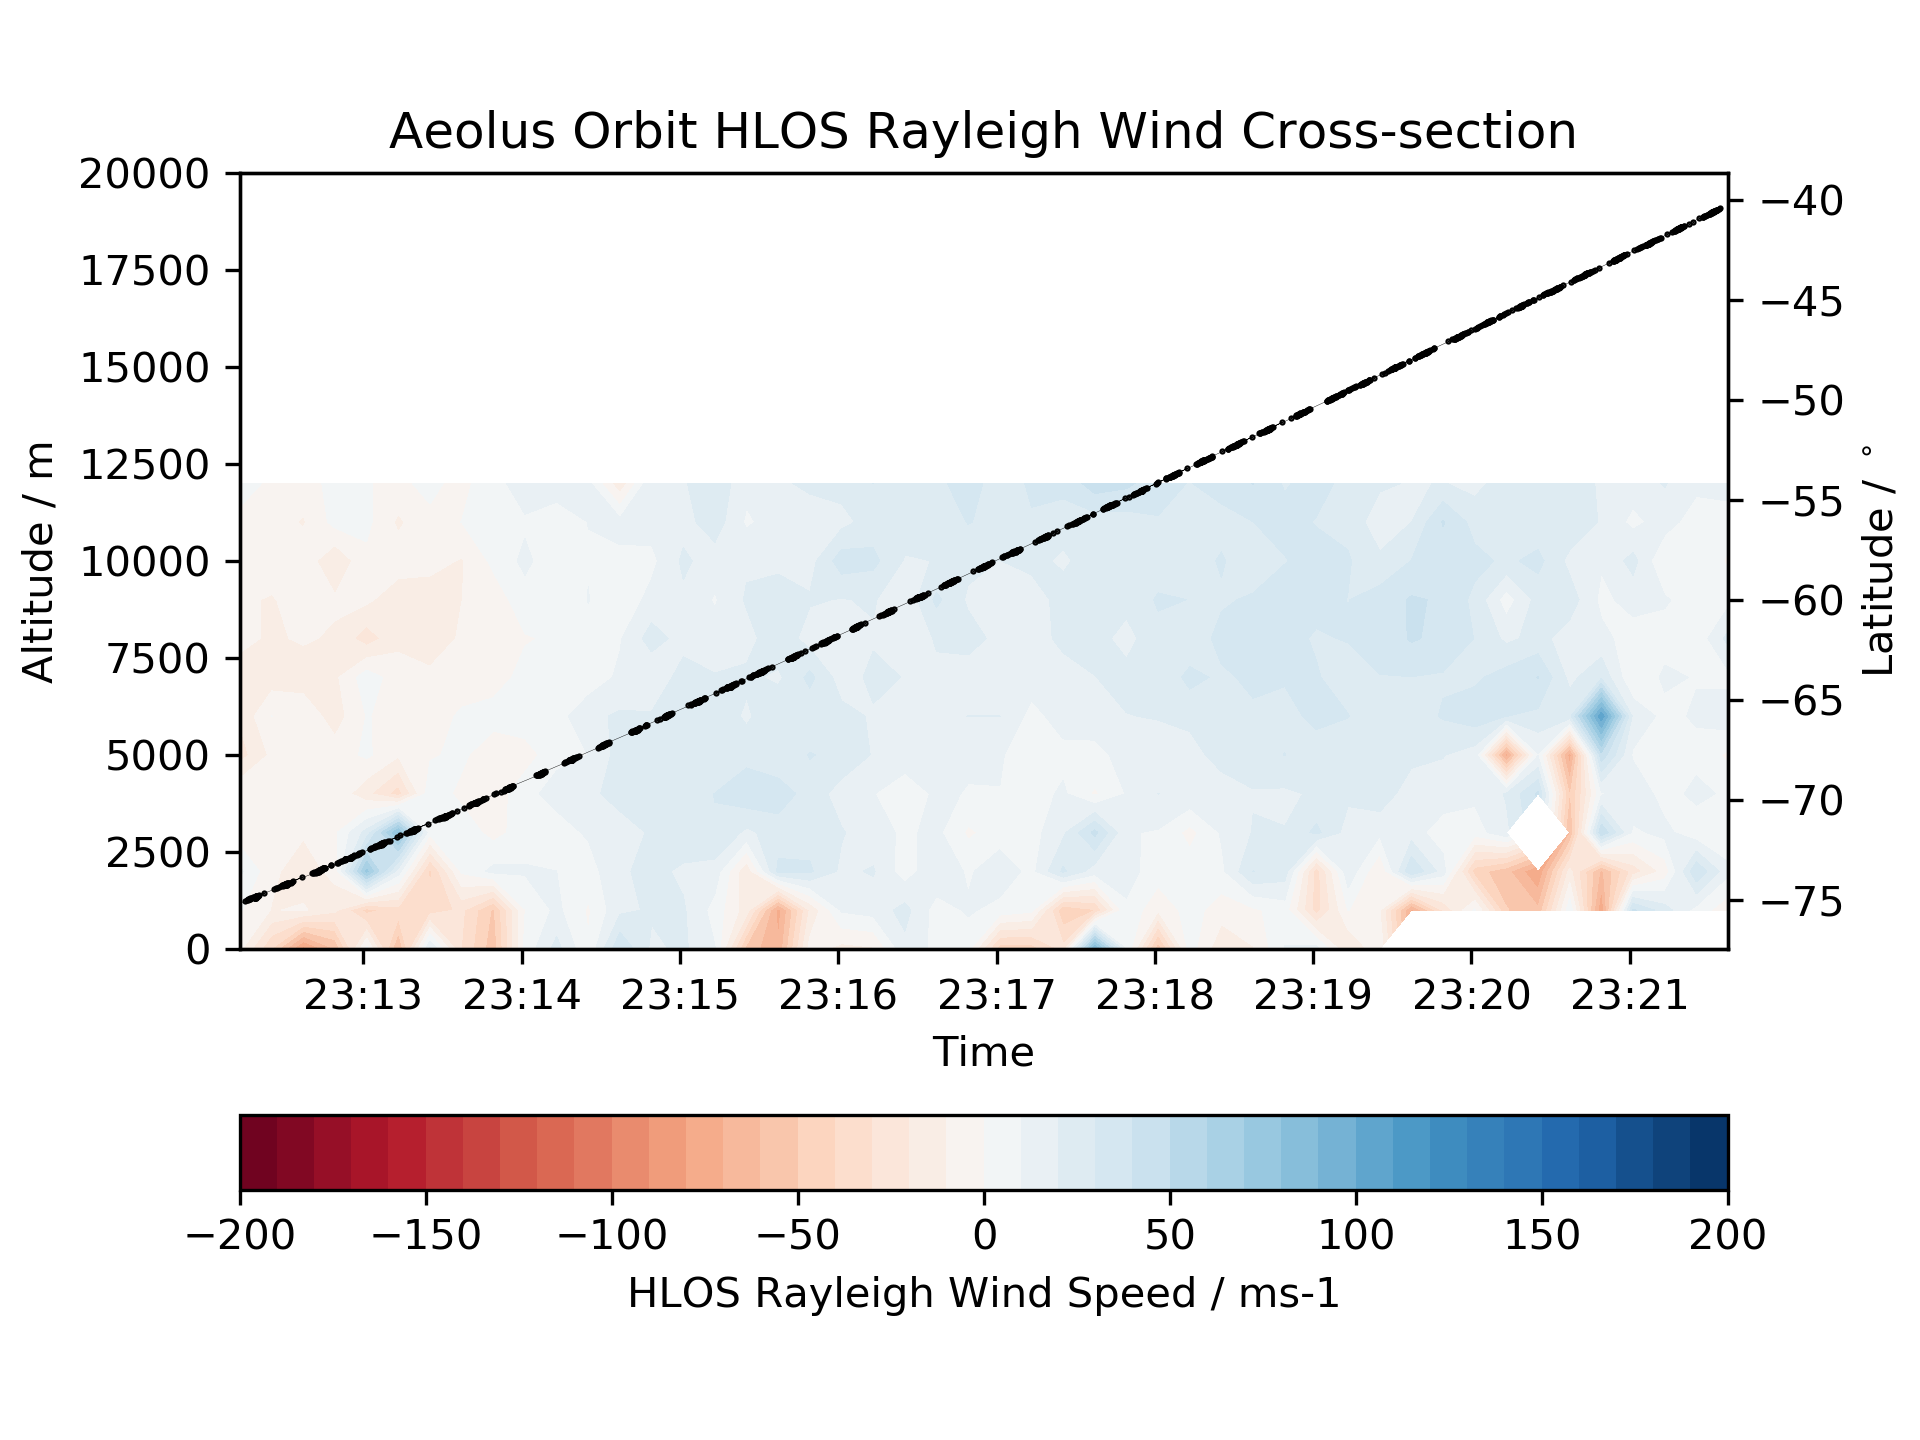 Aeolus Orbit HLOS Rayleigh Wind Cross-section
20000
17500
15000
12500
10000
7500
5000
2500
0
Altitude / m
−40
−45
−50
−55
−60
−65
−70
−75
Latitude / °
23:13 23:14 23:15 23:16 23:17 23:18 23:19 23:20 23:21
Time
−200 −150 −100 −50 0 50 100 150 200
HLOS Rayleigh Wind Speed / ms-1